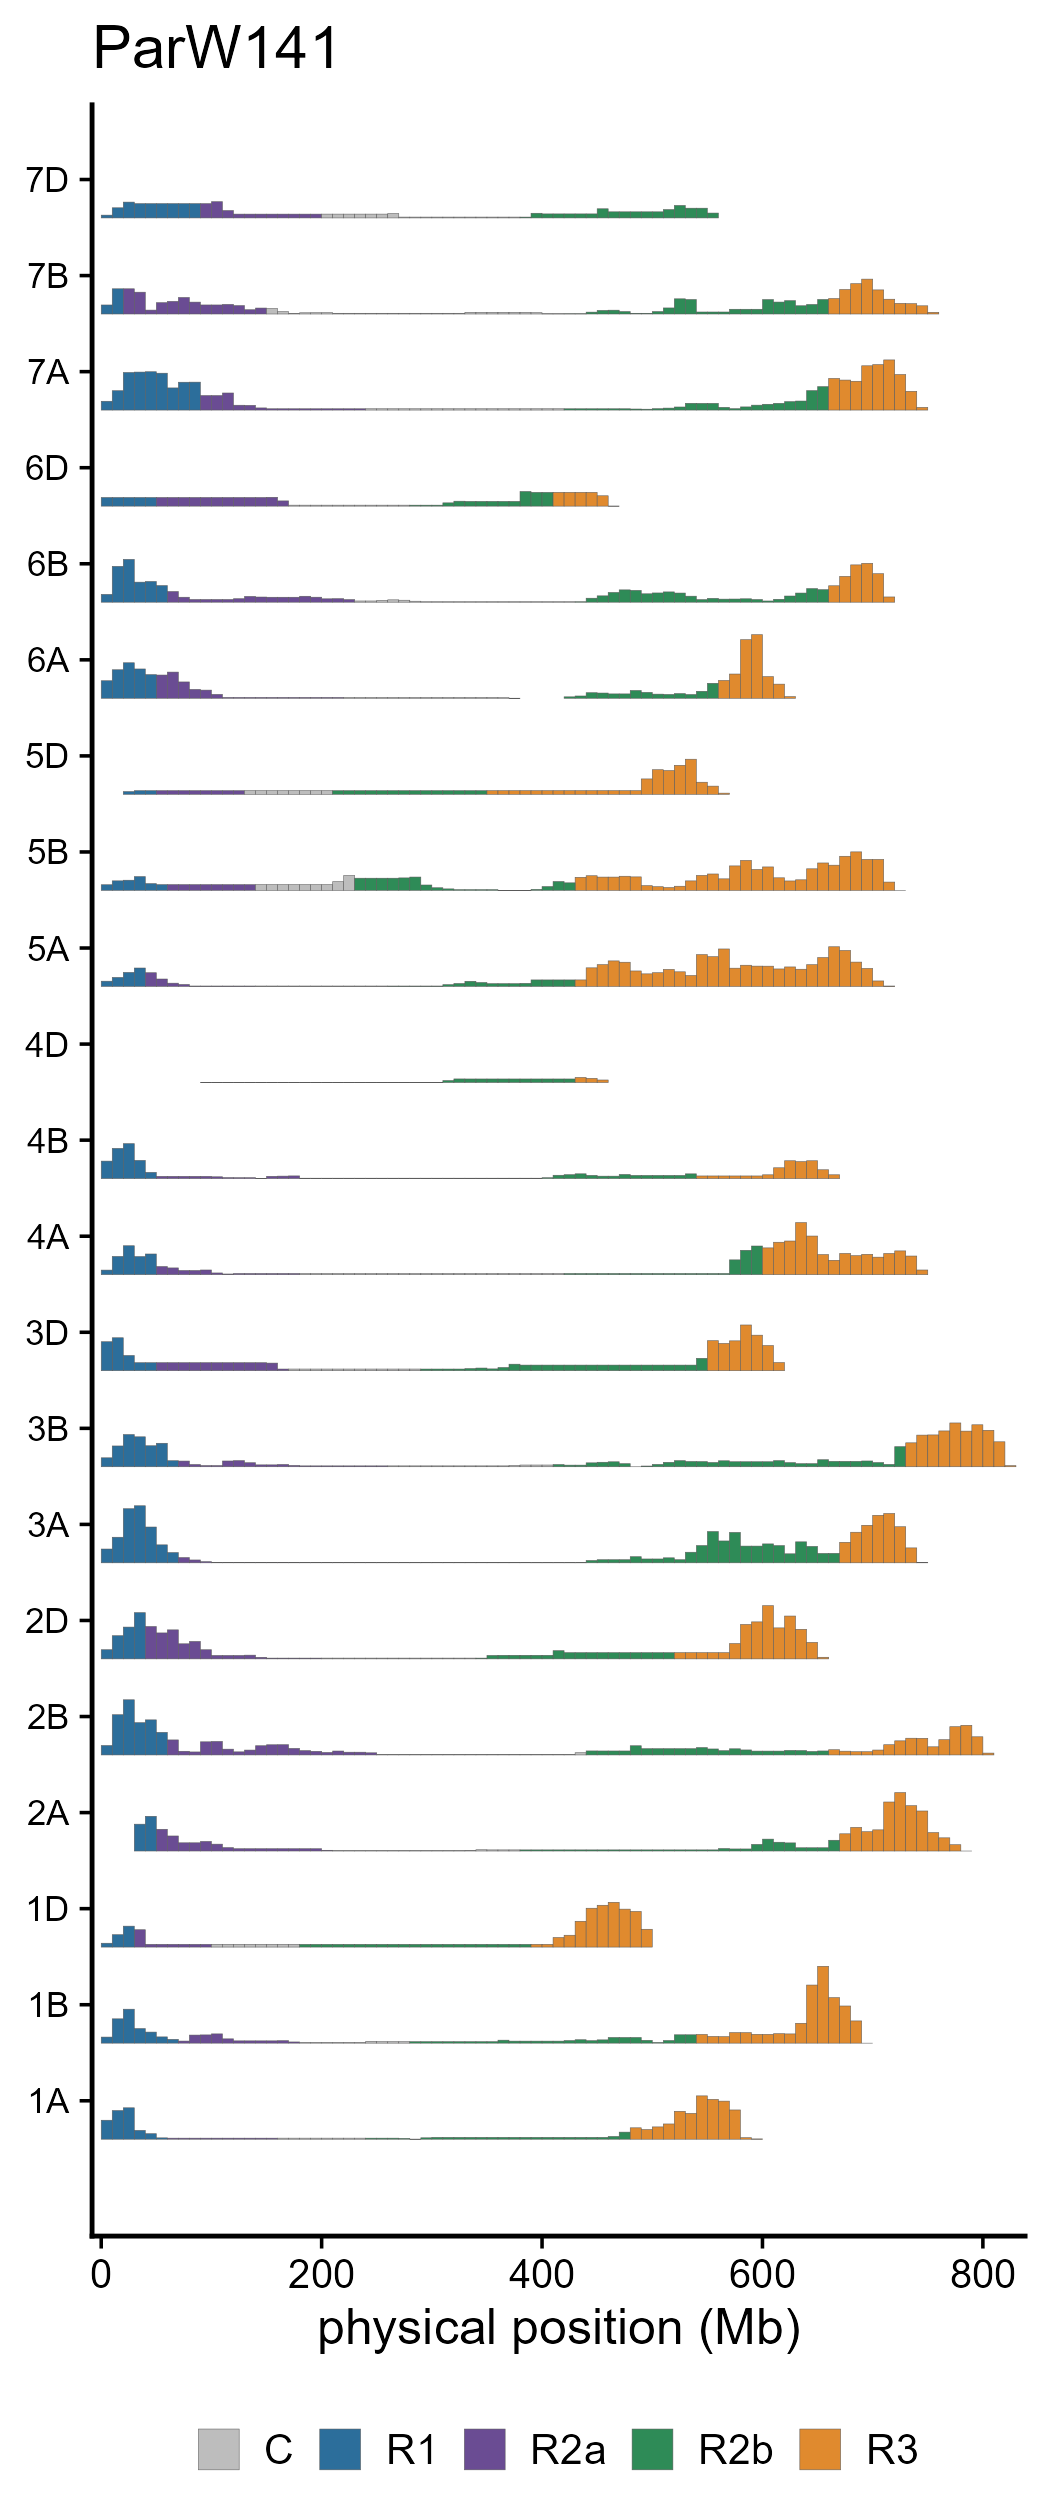 ParW141
7D
7B
7A
6D
6B
6A
5D
5B
5A
4D
4B
4A
3D
3B
3A
2D
2B
2A
1D
1B
1A
0 200 400 600 800
physical position (Mb)
C R1 R2a R2b R3